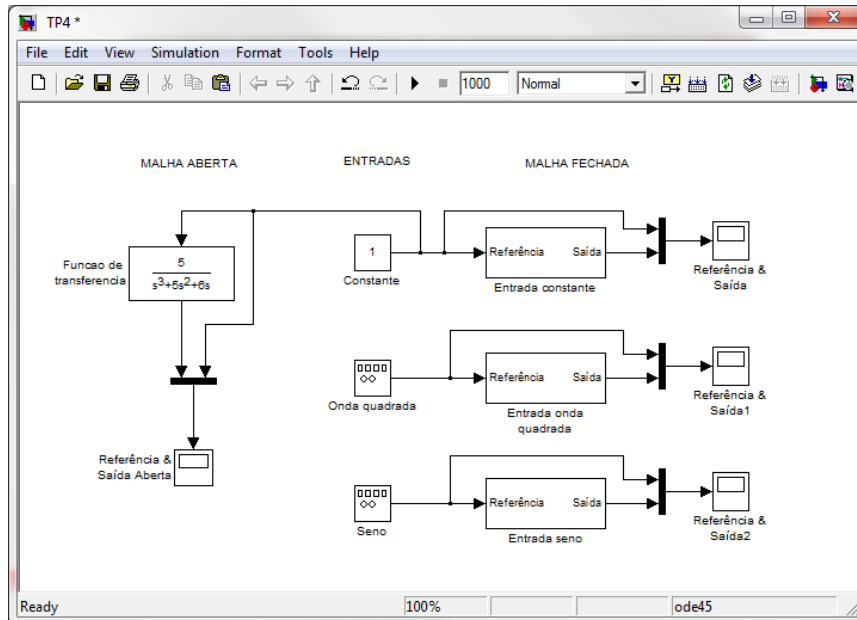 TP4 *
File Edit View Simulation Format Tools Help
1000 Normal
MALHA ABERTA ENTRADAS MALHA FECHADA
Funcao de
transferencia
5
s³+5s²+6s
1
Constante
Referência Saída
Entrada constante
Referência &
Saída
Onda quadrada
Referência Saída
Entrada onda
quadrada
Referência &
Saída1
Referência &
Saída Aberta
Seno
Referência Saída
Entrada seno
Referência &
Saída2
Ready 100% ode45